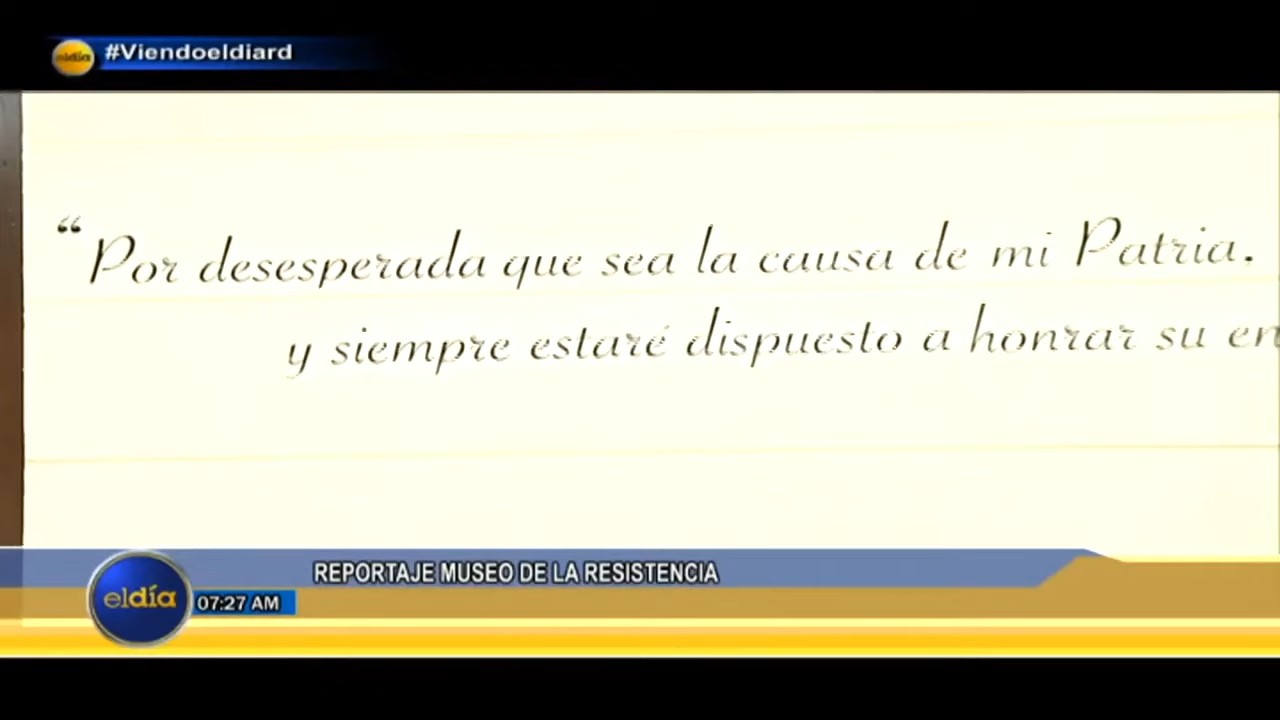 eldía #Viendoeldiard
“Por desesperada que sea la causa de mi Patria.
y siempre estaré dispuesto a honrar su en
REPORTAJE MUSEO DE LA RESISTENCIA
eldía 07:27 AM